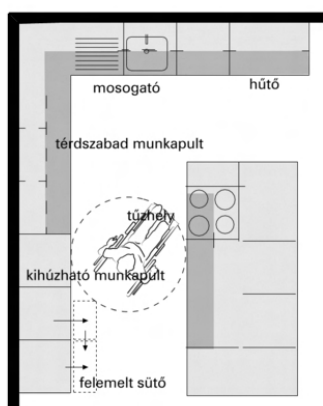 mosogató
hűtő
térdszabad munkapult
tűzhely
kihúzható munkapult
felemelt sütő